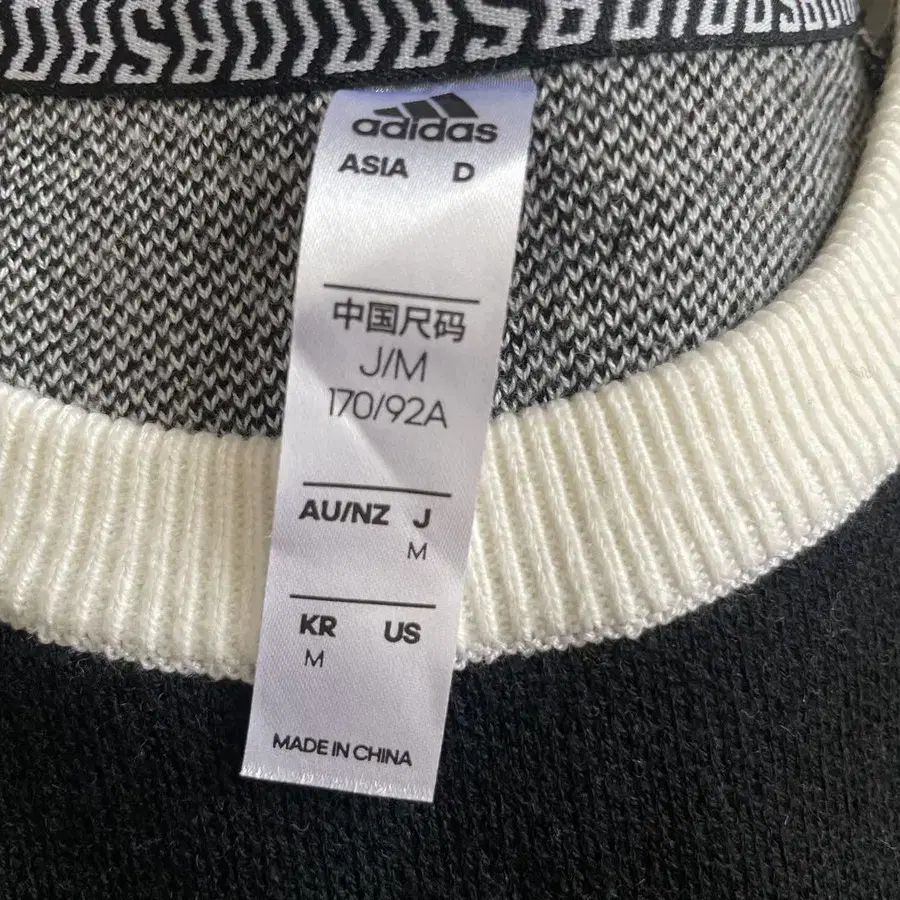 adidas
ASIA D
中国尺码
J/M
170/92A
AU/NZ J
M
KR US
M
MADE IN CHINA